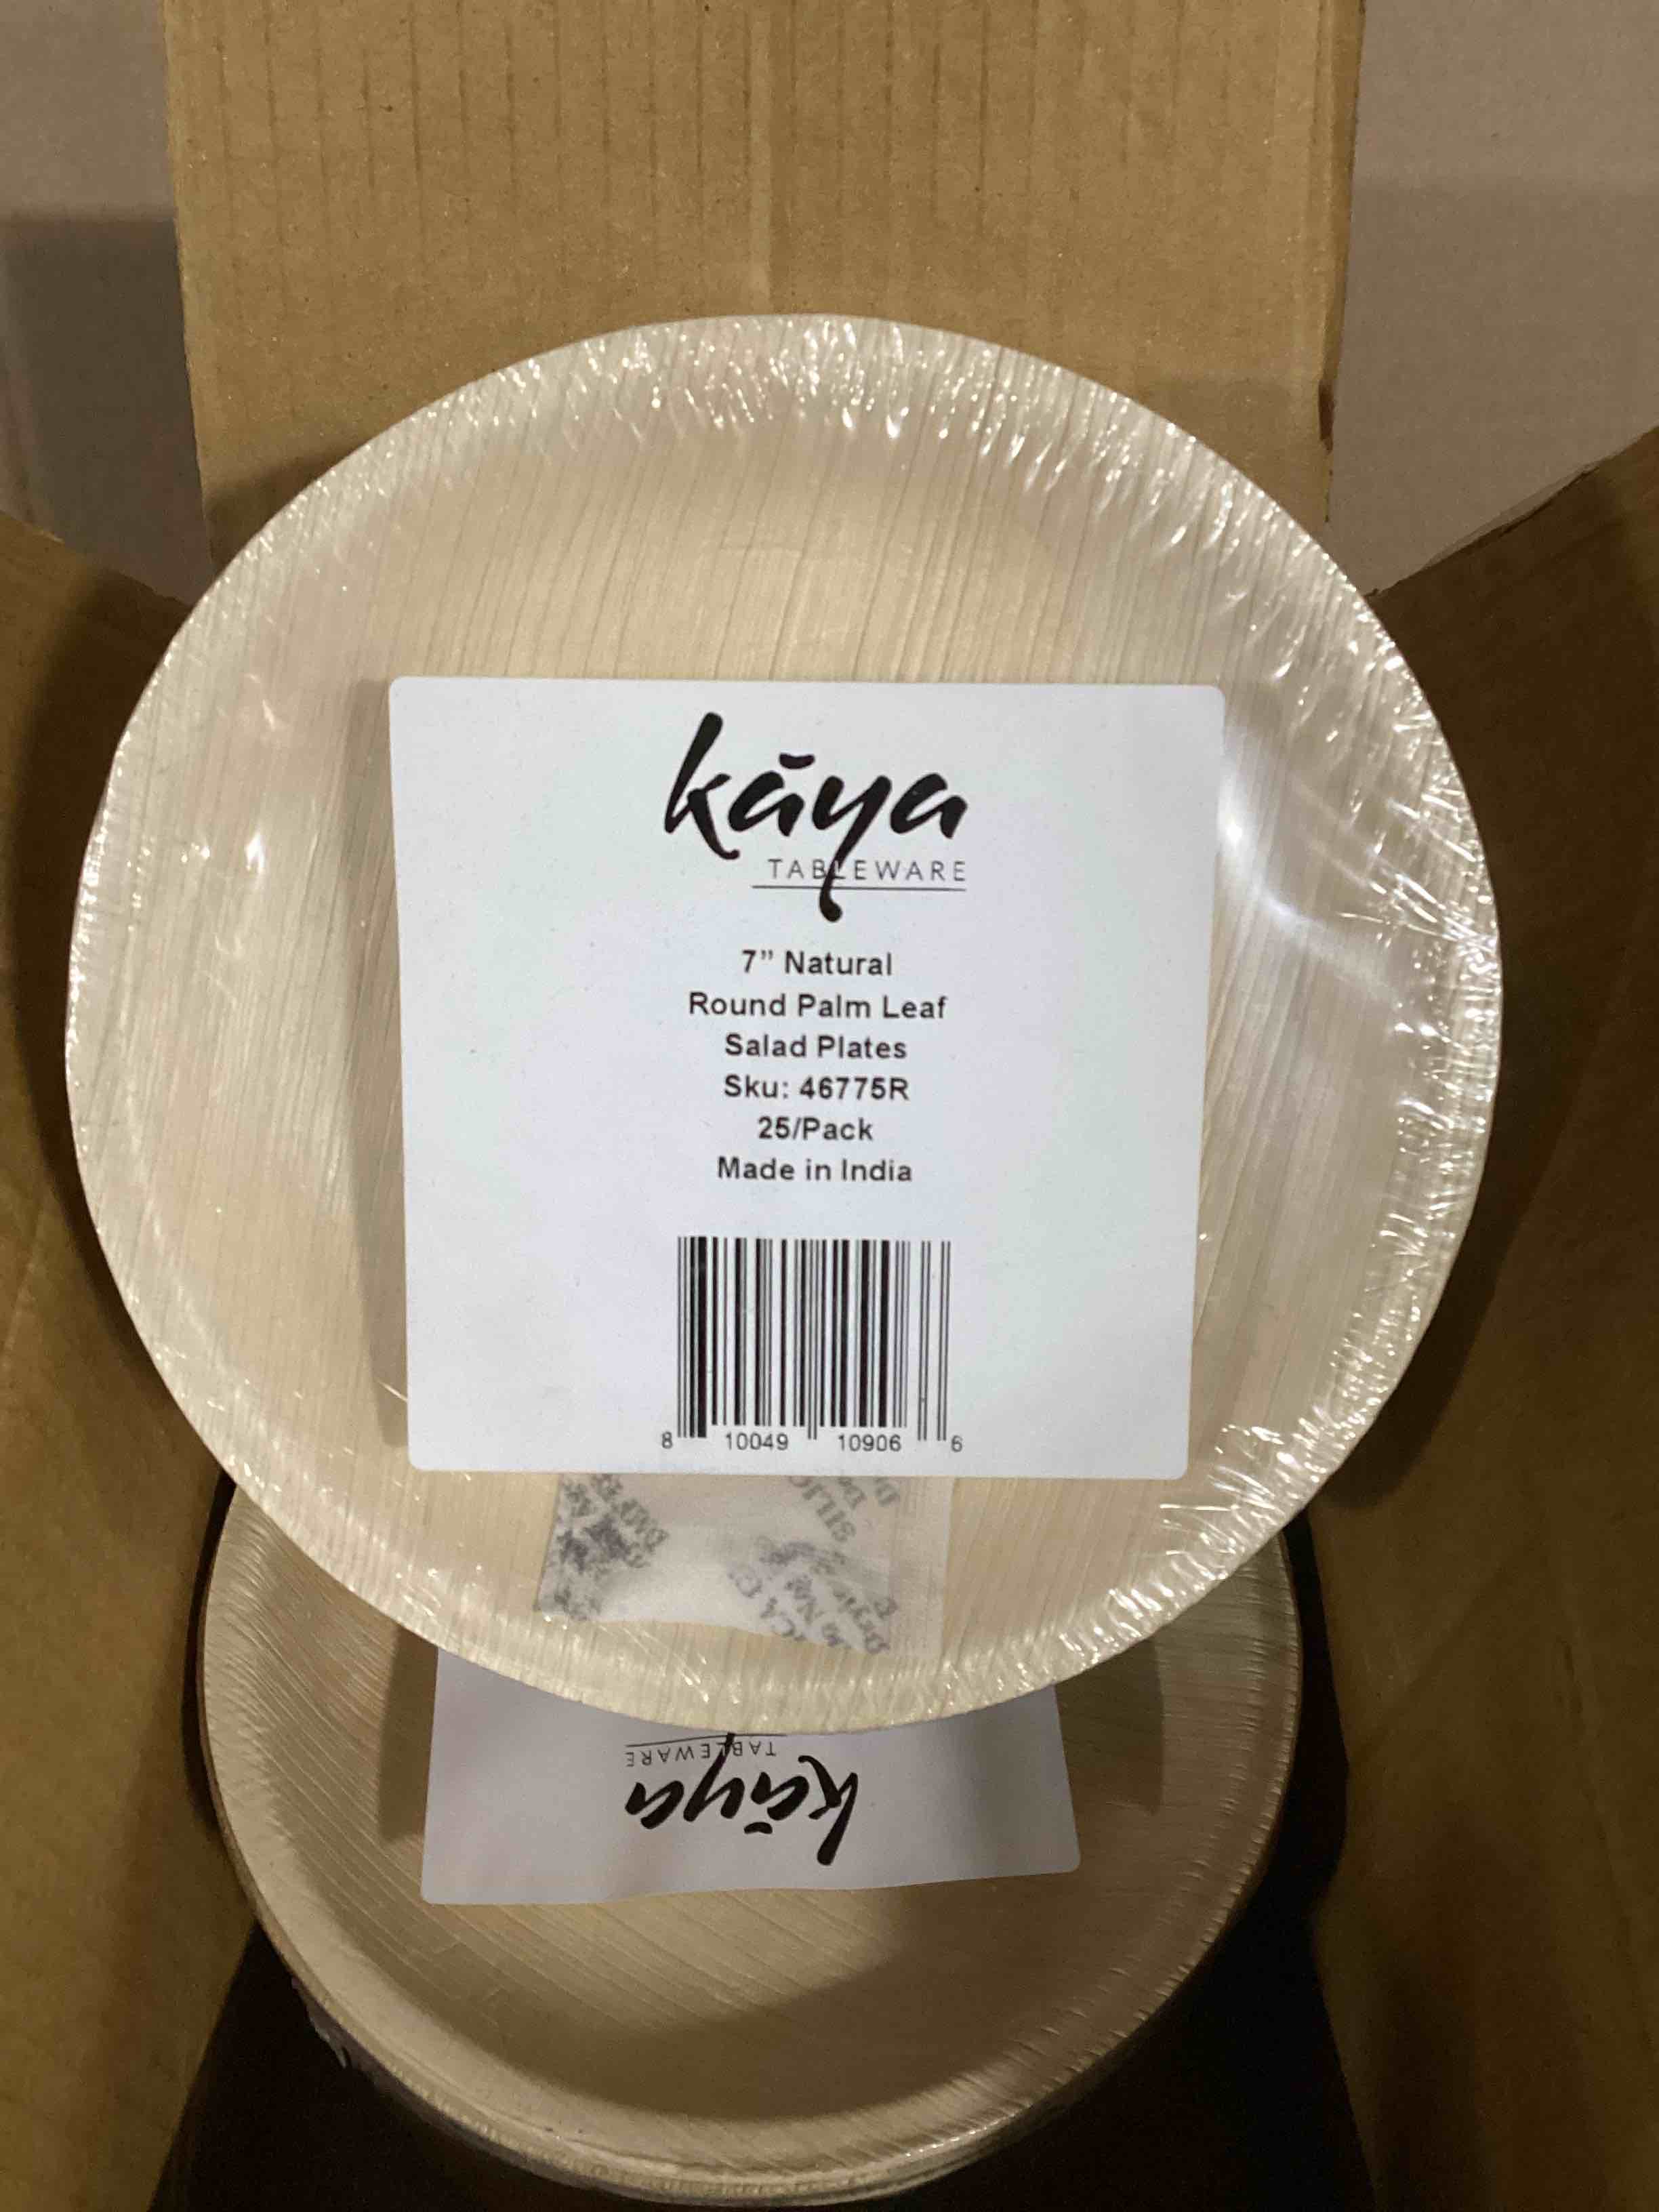 kāya
TABLEWARE
7” Natural
Round Palm Leaf
Salad Plates
Sku: 46775R
25/Pack
Made in India
8 10049 10906 6
kāya
TABLEWARE